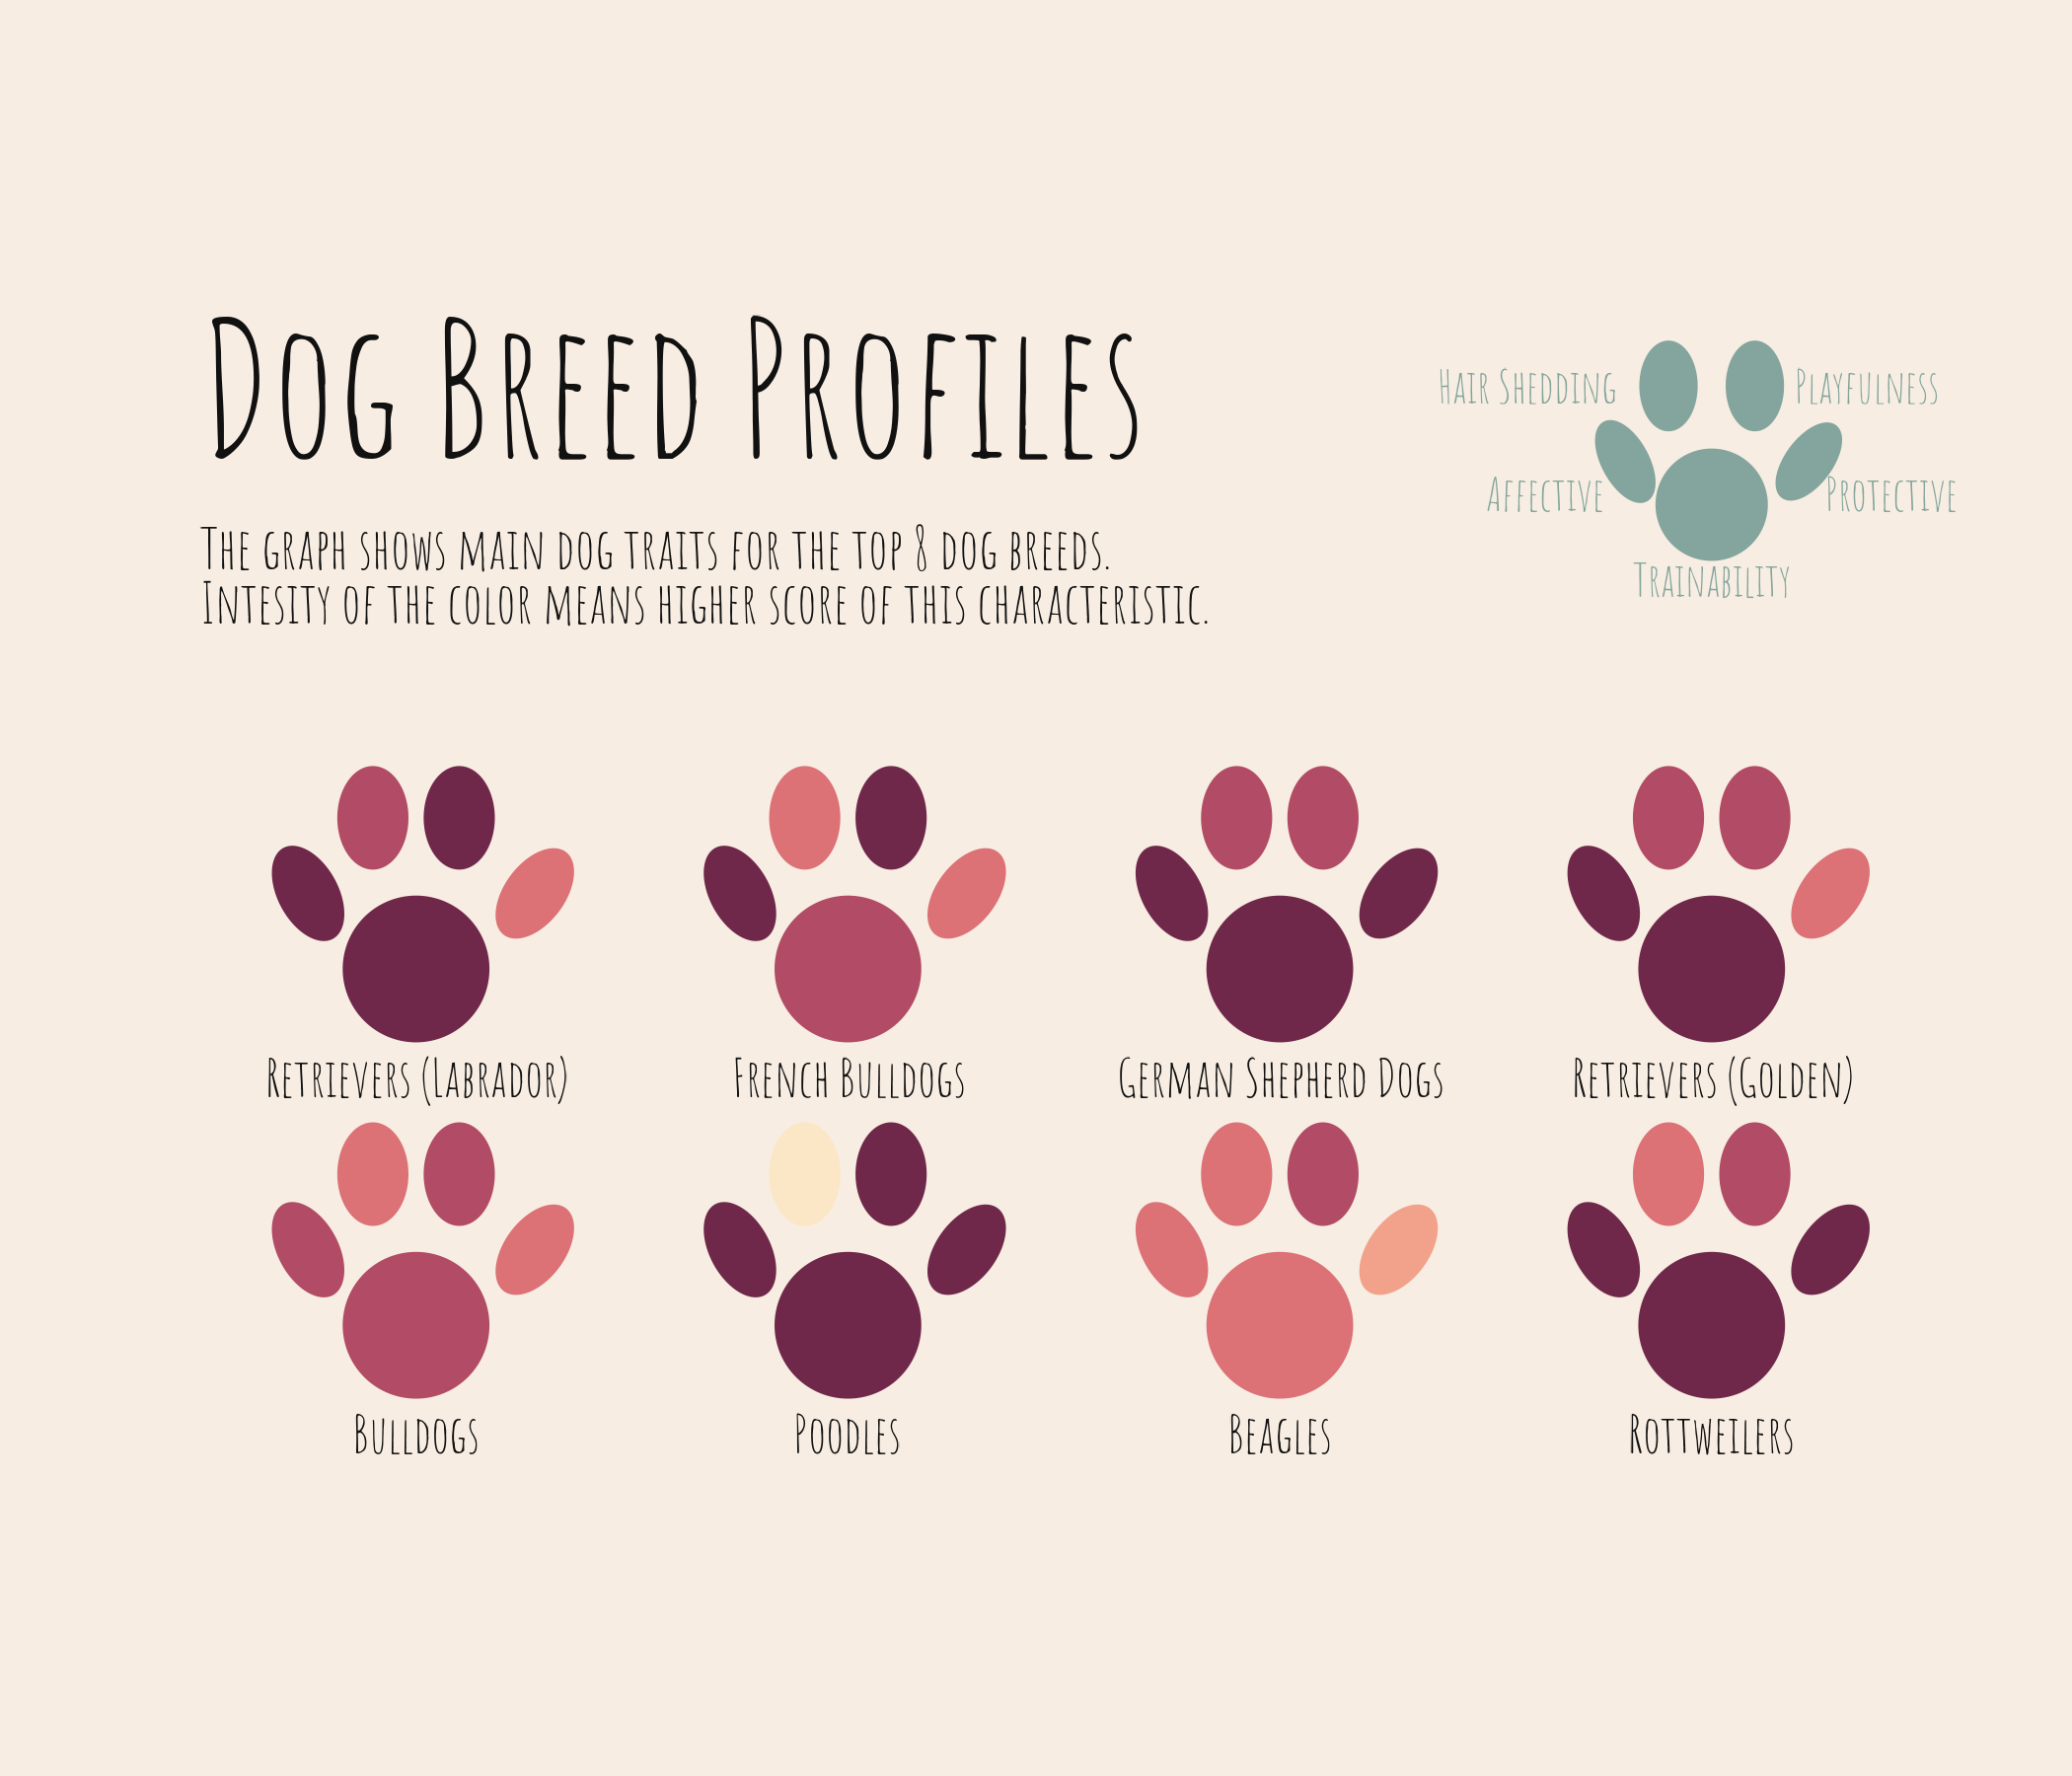 Dog Breed Profiles
The graph shows main dog traits for the top 8 dog breeds.
Intesity of the color means higher score of this characteristic.
Hair Shedding
Playfulness
Affective
Protective
Trainability
Retrievers (Labrador)
French Bulldogs
German Shepherd Dogs
Retrievers (Golden)
Bulldogs
Poodles
Beagles
Rottweilers